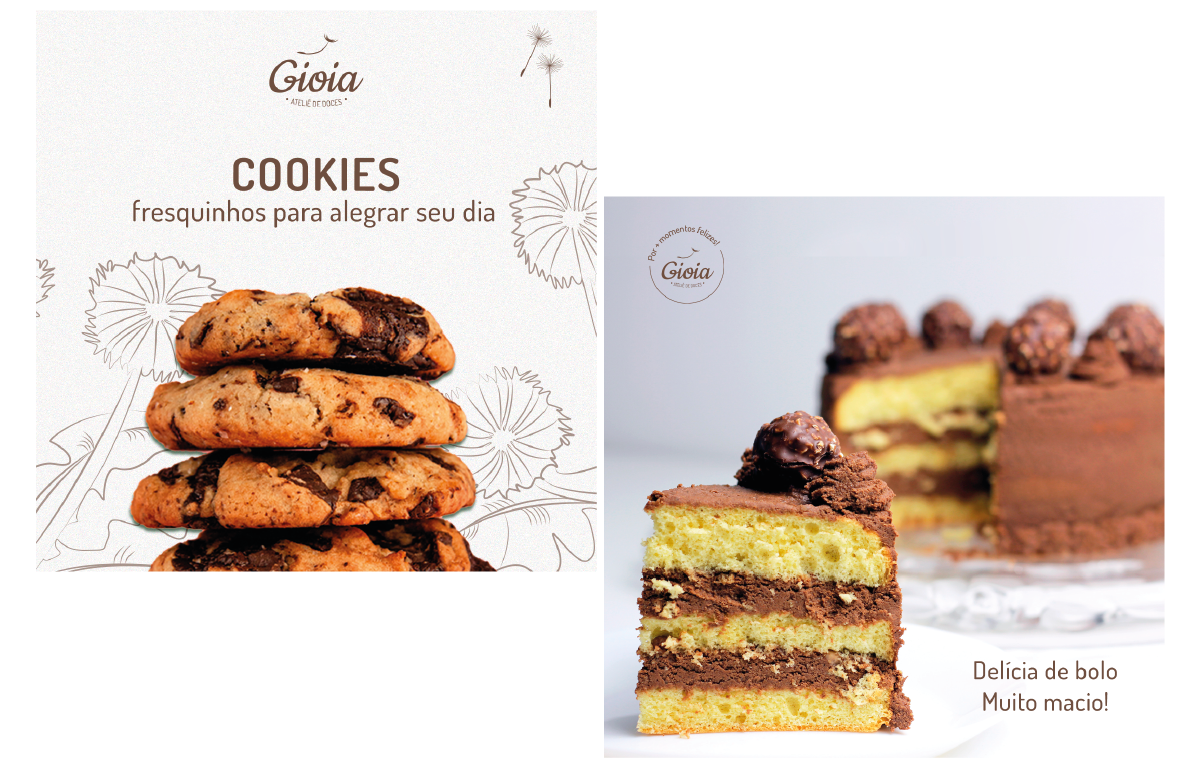 Gioia
• ATELIÊ DE DOCES •
COOKIES
fresquinhos para alegrar seu dia
Por + momentos felizes!
Gioia
• ATELIÊ DE DOCES •
Delícia de bolo
Muito macio!